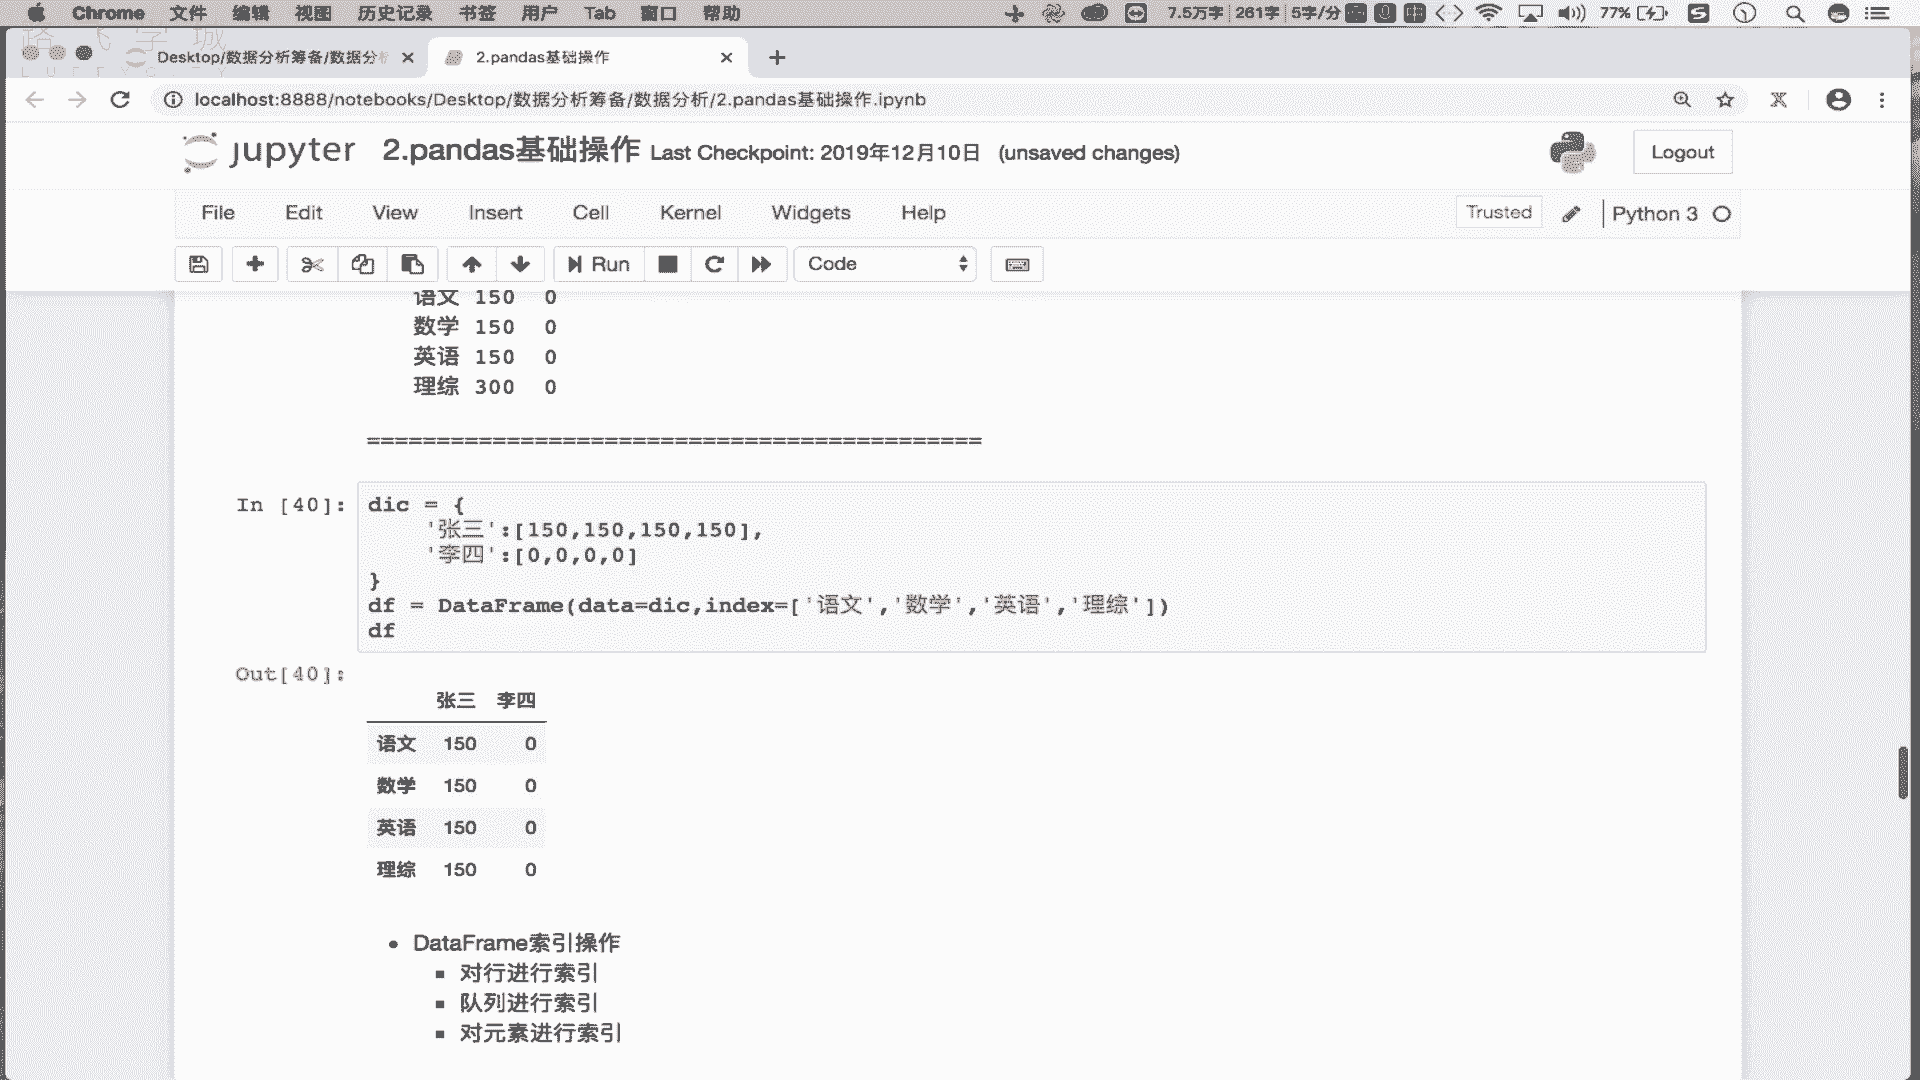 Chrome 文件 编辑 视图 历史记录 书签 用户 Tab 窗口 帮助 7.5万字 261字 5字/分 77%
Desktop/数据分析筹备/数据分析 2.pandas基础操作
localhost:8888/notebooks/Desktop/数据分析筹备/数据分析/2.pandas基础操作.ipynb
jupyter 2.pandas基础操作 Last Checkpoint: 2019年12月10日 (unsaved changes) Logout
File Edit View Insert Cell Kernel Widgets Help Trusted Python 3
Run Code
语文 150 0
数学 150 0
英语 150 0
理综 300 0
============================================
In [40]: dic = {
'张三':[150,150,150,150],
'李四':[0,0,0,0]
}
df = DataFrame(data=dic,index=['语文','数学','英语','理综'])
df
Out[40]:
张三 李四
语文 150 0
数学 150 0
英语 150 0
理综 150 0
• DataFrame索引操作
▪ 对行进行索引
▪ 队列进行索引
▪ 对元素进行索引